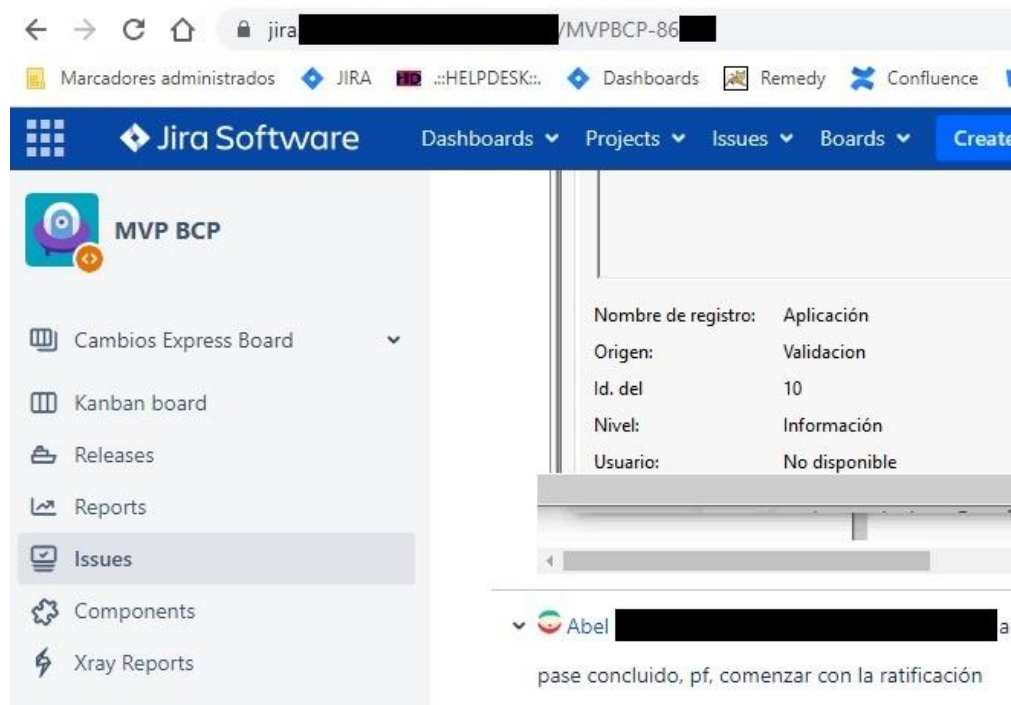 jira
/MVPBCP-86
Marcadores administrados JIRA HD .::HELPDESK::. Dashboards Remedy Confluence
Jira Software Dashboards Projects Issues Boards Create
MVP BCP
Cambios Express Board
Kanban board
Releases
Reports
Issues
Components
Xray Reports
Nombre de registro: Aplicación
Origen: Validacion
Id. del 10
Nivel: Información
Usuario: No disponible
Abel a
pase concluido, pf, comenzar con la ratificación